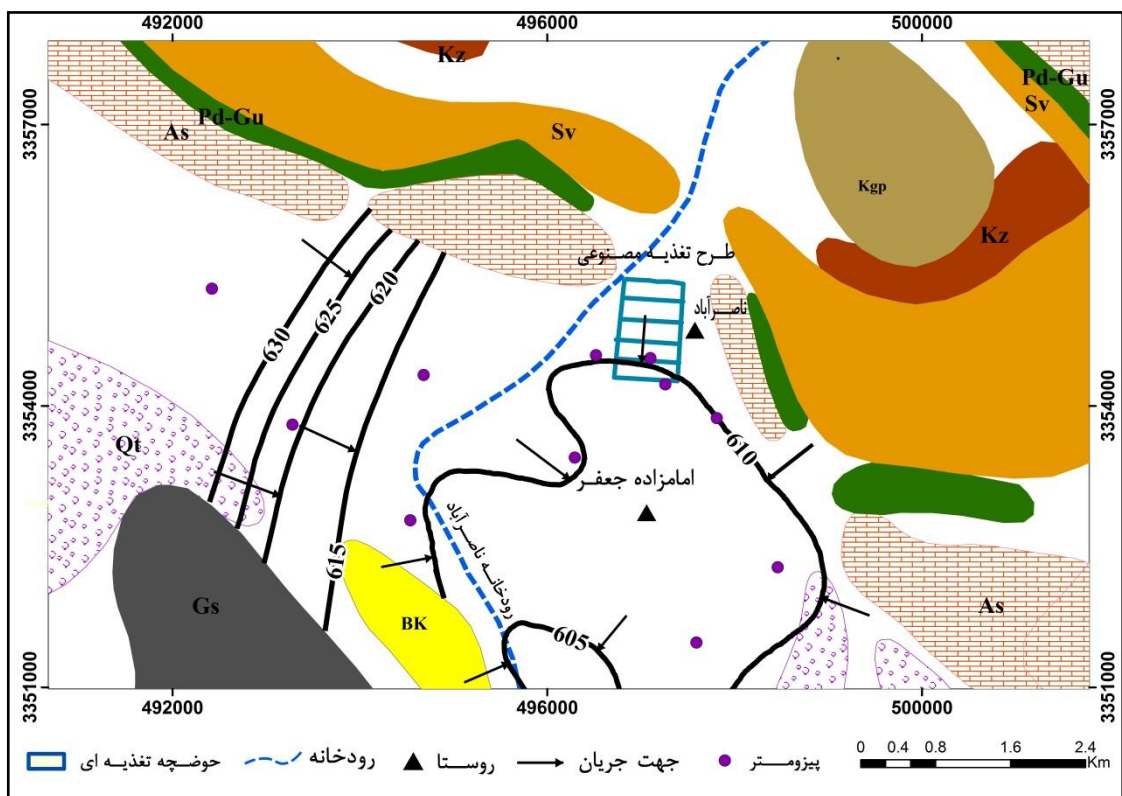 492000
496000
500000
3357000
3354000
3351000
3357000
3354000
3351000
Kz
Pd-Gu
As
Sv
Kgp
Pd-Gu
Sv
Kz
طرح تغذیه مصنوعی
ناصرآباد
630
625
620
615
610
605
Qt
امامزاده جعفر
رودخانه ناصرآباد
Gs
BK
As
492000
496000
500000
حوضچه تغذیه ای
رودخانه
روستا
جهت جریان
پیزومتر
0 0.4 0.8 1.6 2.4
Km